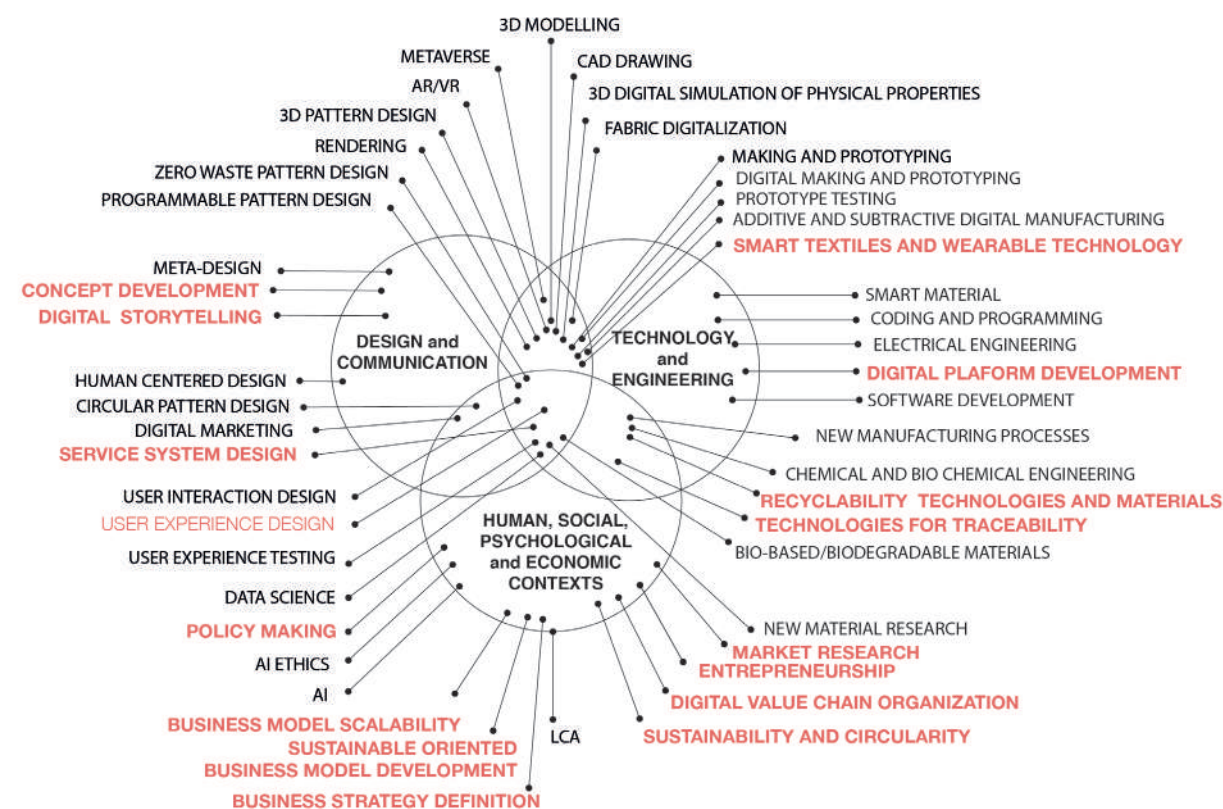 3D MODELLING
METAVERSE
CAD DRAWING
AR/VR
3D DIGITAL SIMULATION OF PHYSICAL PROPERTIES
3D PATTERN DESIGN
FABRIC DIGITALIZATION
RENDERING
MAKING AND PROTOTYPING
ZERO WASTE PATTERN DESIGN
DIGITAL MAKING AND PROTOTYPING
PROGRAMMABLE PATTERN DESIGN
PROTOTYPE TESTING
ADDITIVE AND SUBTRACTIVE DIGITAL MANUFACTURING
SMART TEXTILES AND WEARABLE TECHNOLOGY
META-DESIGN
CONCEPT DEVELOPMENT
DIGITAL STORYTELLING
SMART MATERIAL
CODING AND PROGRAMMING
ELECTRICAL ENGINEERING
DIGITAL PLAFORM DEVELOPMENT
SOFTWARE DEVELOPMENT
DESIGN and
COMMUNICATION
TECHNOLOGY
and
ENGINEERING
HUMAN CENTERED DESIGN
CIRCULAR PATTERN DESIGN
DIGITAL MARKETING
SERVICE SYSTEM DESIGN
NEW MANUFACTURING PROCESSES
CHEMICAL AND BIO CHEMICAL ENGINEERING
RECYCLABILITY TECHNOLOGIES AND MATERIALS
TECHNOLOGIES FOR TRACEABILITY
BIO-BASED/BIODEGRADABLE MATERIALS
USER INTERACTION DESIGN
USER EXPERIENCE DESIGN
USER EXPERIENCE TESTING
HUMAN, SOCIAL,
PSYCHOLOGICAL
and ECONOMIC
CONTEXTS
DATA SCIENCE
POLICY MAKING
AI ETHICS
AI
NEW MATERIAL RESEARCH
MARKET RESEARCH
ENTREPRENEURSHIP
DIGITAL VALUE CHAIN ORGANIZATION
SUSTAINABILITY AND CIRCULARITY
LCA
BUSINESS MODEL SCALABILITY
SUSTAINABLE ORIENTED
BUSINESS MODEL DEVELOPMENT
BUSINESS STRATEGY DEFINITION